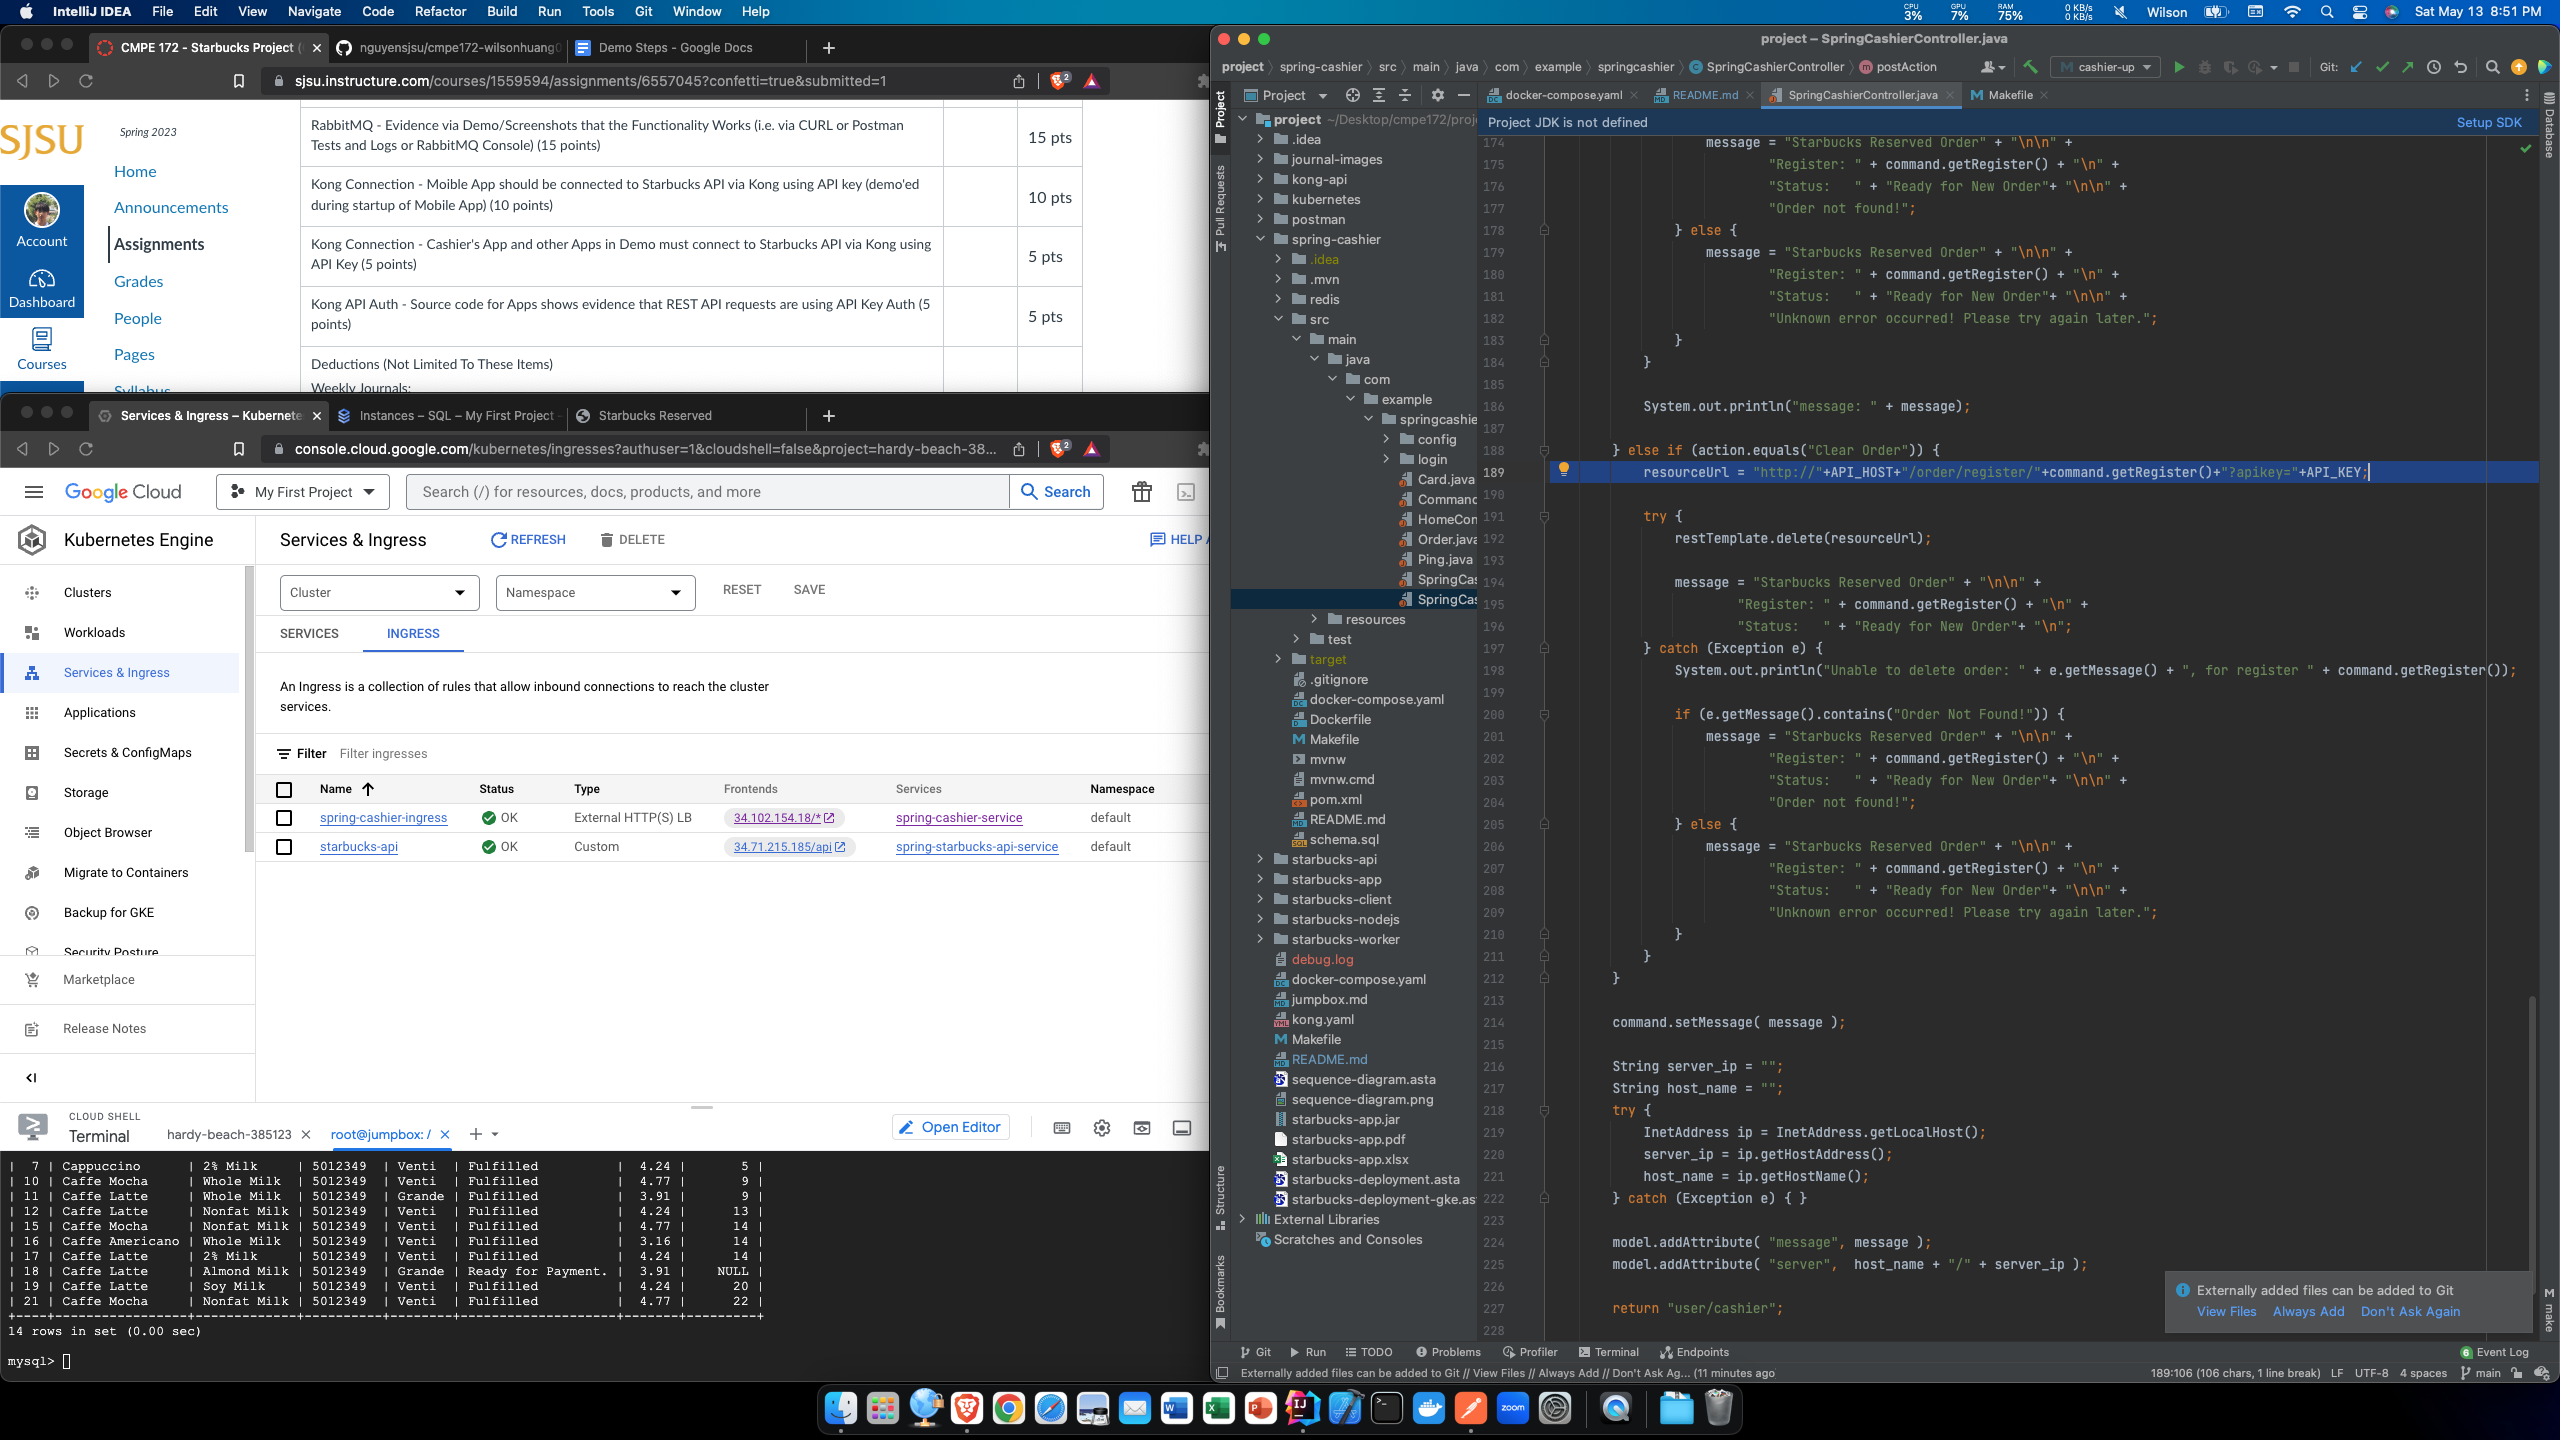 IntelliJ IDEA File Edit View Navigate Code Refactor Build Run Tools Git Window Help
CPU 3% GPU 7% RAM 75% 0 KB/s 0 KB/s Wilson Sat May 13 8:51 PM
CMPE 172 - Starbucks Project (
nguyensjsu/cmpe172-wilsonhuang0
Demo Steps - Google Docs
sjsu.instructure.com/courses/1559594/assignments/6557045?confetti=true&submitted=1
SJSU
Account
Dashboard
Courses
Spring 2023
Home
Announcements
Assignments
Grades
People
Pages
Syllabus
RabbitMQ - Evidence via Demo/Screenshots that the Functionality Works (i.e. via CURL or Postman
Tests and Logs or RabbitMQ Console) (15 points)
15 pts
Kong Connection - Moible App should be connected to Starbucks API via Kong using API key (demo'ed
during startup of Mobile App) (10 points)
10 pts
Kong Connection - Cashier's App and other Apps in Demo must connect to Starbucks API via Kong using
API Key (5 points)
5 pts
Kong API Auth - Source code for Apps shows evidence that REST API requests are using API Key Auth (5
points)
5 pts
Deductions (Not Limited To These Items)
Weekly Journals:
Services & Ingress – Kubernete
Instances – SQL – My First Project -
Starbucks Reserved
console.cloud.google.com/kubernetes/ingresses?authuser=1&cloudshell=false&project=hardy-beach-38...
Google Cloud
My First Project
Search (/) for resources, docs, products, and more
Search
Kubernetes Engine
Clusters
Workloads
Services & Ingress
Applications
Secrets & ConfigMaps
Storage
Object Browser
Migrate to Containers
Backup for GKE
Security Posture
Marketplace
Release Notes
Services & Ingress
REFRESH
DELETE
HELP A
Cluster
Namespace
RESET
SAVE
SERVICES
INGRESS
An Ingress is a collection of rules that allow inbound connections to reach the cluster
services.
Filter Filter ingresses
Name Status Type Frontends Services Namespace
spring-cashier-ingress OK External HTTP(S) LB 34.102.154.18/* spring-cashier-service default
starbucks-api OK Custom 34.71.215.185/api spring-starbucks-api-service default
CLOUD SHELL
Terminal
hardy-beach-385123
root@jumpbox: /
Open Editor
| 7 | Cappuccino | 2% Milk | 5012349 | Venti | Fulfilled | 4.24 | 5 |
| 10 | Caffe Mocha | Whole Milk | 5012349 | Venti | Fulfilled | 4.77 | 9 |
| 11 | Caffe Latte | Whole Milk | 5012349 | Grande | Fulfilled | 3.91 | 9 |
| 12 | Caffe Latte | Nonfat Milk | 5012349 | Venti | Fulfilled | 4.24 | 13 |
| 15 | Caffe Mocha | Nonfat Milk | 5012349 | Venti | Fulfilled | 4.77 | 14 |
| 16 | Caffe Americano | Whole Milk | 5012349 | Venti | Fulfilled | 3.16 | 14 |
| 17 | Caffe Latte | 2% Milk | 5012349 | Venti | Fulfilled | 4.24 | 14 |
| 18 | Caffe Latte | Almond Milk | 5012349 | Grande | Ready for Payment. | 3.91 | NULL |
| 19 | Caffe Latte | Soy Milk | 5012349 | Venti | Fulfilled | 4.24 | 20 |
| 21 | Caffe Mocha | Nonfat Milk | 5012349 | Venti | Fulfilled | 4.77 | 22 |
+----+-----------------+-------------+----------+--------+--------------------+-------+---------+
14 rows in set (0.00 sec)
mysql>
project – SpringCashierController.java
project spring-cashier src main java com example springcashier SpringCashierController postAction
cashier-up
Git:
Project
docker-compose.yaml
README.md
SpringCashierController.java
Makefile
Project
Pull Requests
Structure
Bookmarks
Database
make
Project JDK is not defined
Setup SDK
project ~/Desktop/cmpe172/proj
.idea
journal-images
kong-api
kubernetes
postman
spring-cashier
.idea
.mvn
redis
src
main
java
com
example
springcashie
config
login
Card.java
Comman
HomeCon
Order.java
Ping.java
SpringCas
SpringCas
resources
test
target
.gitignore
docker-compose.yaml
Dockerfile
Makefile
mvnw
mvnw.cmd
pom.xml
README.md
schema.sql
starbucks-api
starbucks-app
starbucks-client
starbucks-nodejs
starbucks-worker
debug.log
docker-compose.yaml
jumpbox.md
kong.yaml
Makefile
README.md
sequence-diagram.asta
sequence-diagram.png
starbucks-app.jar
starbucks-app.pdf
starbucks-app.xlsx
starbucks-deployment.asta
starbucks-deployment-gke.as
External Libraries
Scratches and Consoles
174 message = "Starbucks Reserved Order" + "\n\n" +
175 "Register: " + command.getRegister() + "\n" +
176 "Status:   " + "Ready for New Order"+ "\n\n" +
177 "Order not found!";
178 } else {
179 message = "Starbucks Reserved Order" + "\n\n" +
180 "Register: " + command.getRegister() + "\n" +
181 "Status:   " + "Ready for New Order"+ "\n\n" +
182 "Unknown error occurred! Please try again later.";
183 }
184 }
185
186 System.out.println("message: " + message);
187
188 } else if (action.equals("Clear Order")) {
189 resourceUrl = "http://"+API_HOST+"/order/register/"+command.getRegister()+"?apikey="+API_KEY;
190
191 try {
192 restTemplate.delete(resourceUrl);
193
194 message = "Starbucks Reserved Order" + "\n\n" +
195 "Register: " + command.getRegister() + "\n" +
196 "Status:   " + "Ready for New Order"+ "\n";
197 } catch (Exception e) {
198 System.out.println("Unable to delete order: " + e.getMessage() + ", for register " + command.getRegister());
199
200 if (e.getMessage().contains("Order Not Found!")) {
201 message = "Starbucks Reserved Order" + "\n\n" +
202 "Register: " + command.getRegister() + "\n" +
203 "Status:   " + "Ready for New Order"+ "\n\n" +
204 "Order not found!";
205 } else {
206 message = "Starbucks Reserved Order" + "\n\n" +
207 "Register: " + command.getRegister() + "\n" +
208 "Status:   " + "Ready for New Order"+ "\n\n" +
209 "Unknown error occurred! Please try again later.";
210 }
211 }
212 }
213
214 command.setMessage( message );
215
216 String server_ip = "";
217 String host_name = "";
218 try {
219 InetAddress ip = InetAddress.getLocalHost();
220 server_ip = ip.getHostAddress();
221 host_name = ip.getHostName();
222 } catch (Exception e) { }
223
224 model.addAttribute( "message", message );
225 model.addAttribute( "server",  host_name + "/" + server_ip );
226
227 return "user/cashier";
228
Externally added files can be added to Git
View Files Always Add Don't Ask Again
Git Run TODO Problems Profiler Terminal Endpoints
6 Event Log
Externally added files can be added to Git // View Files // Always Add // Don't Ask Ag... (11 minutes ago
189:106 (106 chars, 1 line break) LF UTF-8 4 spaces main
zoom